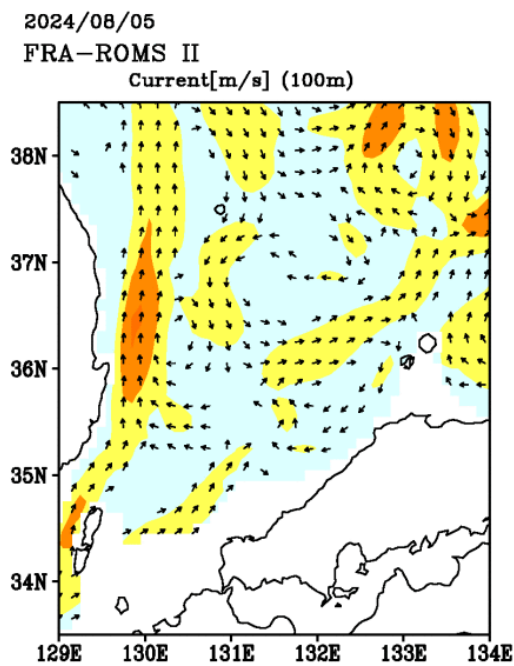 2024/08/05
FRA-ROMS II
Current[m/s] (100m)
38N
37N
36N
35N
34N
129E 130E 131E 132E 133E 134E